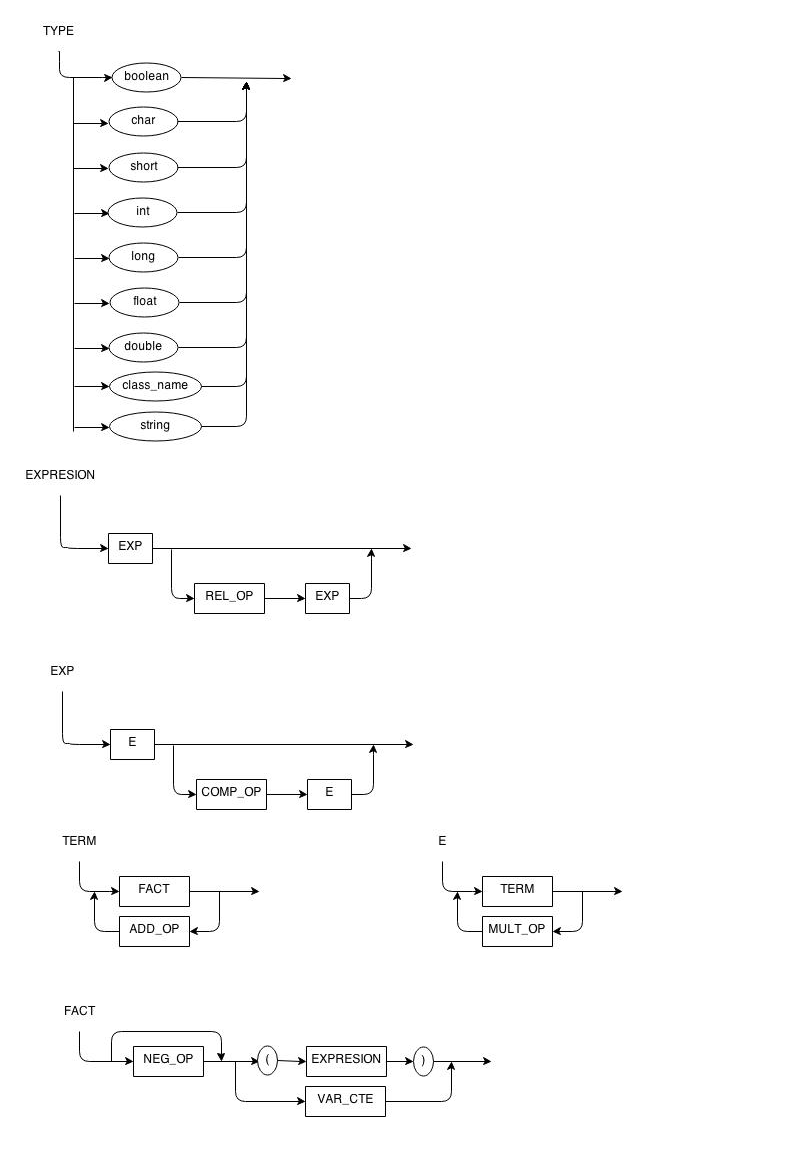 TYPE
boolean
char
short
int
long
float
double
class_name
string
EXPRESION
EXP
REL_OP EXP
EXP
E
COMP_OP E
TERM E
FACT TERM
ADD_OP MULT_OP
FACT
NEG_OP ( EXPRESION )
VAR_CTE